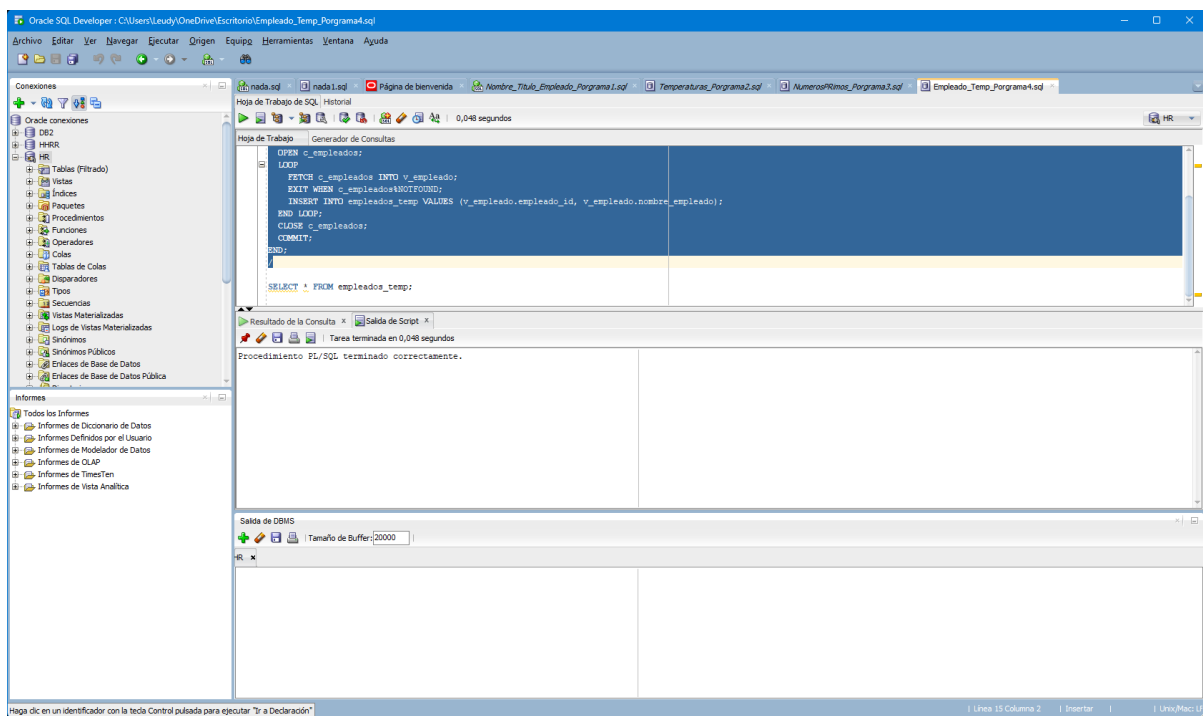 Oracle SQL Developer : C:\Users\Leudy\OneDrive\Escritorio\Empleado_Temp_Porgrama4.sql
Archivo Editar Ver Navegar Ejecutar Origen Equipo Herramientas Ventana Ayuda
Conexiones
nada.sql nada1.sql Página de bienvenida Nombre_Titulo_Empleado_Porgrama1.sql Temperaturas_Porgrama2.sql NumerosPRimos_Porgrama3.sql Empleado_Temp_Porgrama4.sql
Hoja de Trabajo de SQL Historial
0,048 segundos
HR
Hoja de Trabajo Generador de Consultas
Oracle conexiones
DB2
HHRR
HR
Tablas (Filtrado)
Vistas
Índices
Paquetes
Procedimientos
Funciones
Operadores
Colas
Tablas de Colas
Disparadores
Tipos
Secuencias
Vistas Materializadas
Logs de Vistas Materializadas
Sinónimos
Sinónimos Públicos
Enlaces de Base de Datos
Enlaces de Base de Datos Pública
OPEN c_empleados;
LOOP
FETCH c_empleados INTO v_empleado;
EXIT WHEN c_empleados%NOTFOUND;
INSERT INTO empleados_temp VALUES (v_empleado.empleado_id, v_empleado.nombre_empleado);
END LOOP;
CLOSE c_empleados;
COMMIT;
END;
/
SELECT * FROM empleados_temp;
Resultado de la Consulta x Salida de Script x
Tarea terminada en 0,048 segundos
Procedimiento PL/SQL terminado correctamente.
Informes
Todos los Informes
Informes de Diccionario de Datos
Informes Definidos por el Usuario
Informes de Modelador de Datos
Informes de OLAP
Informes de TimesTen
Informes de Vista Analítica
Salida de DBMS
Tamaño de Buffer: 20000
HR x
Haga clic en un identificador con la tecla Control pulsada para ejecutar "Ir a Declaración"
Línea 15 Columna 2 Insertar Unix/Mac: